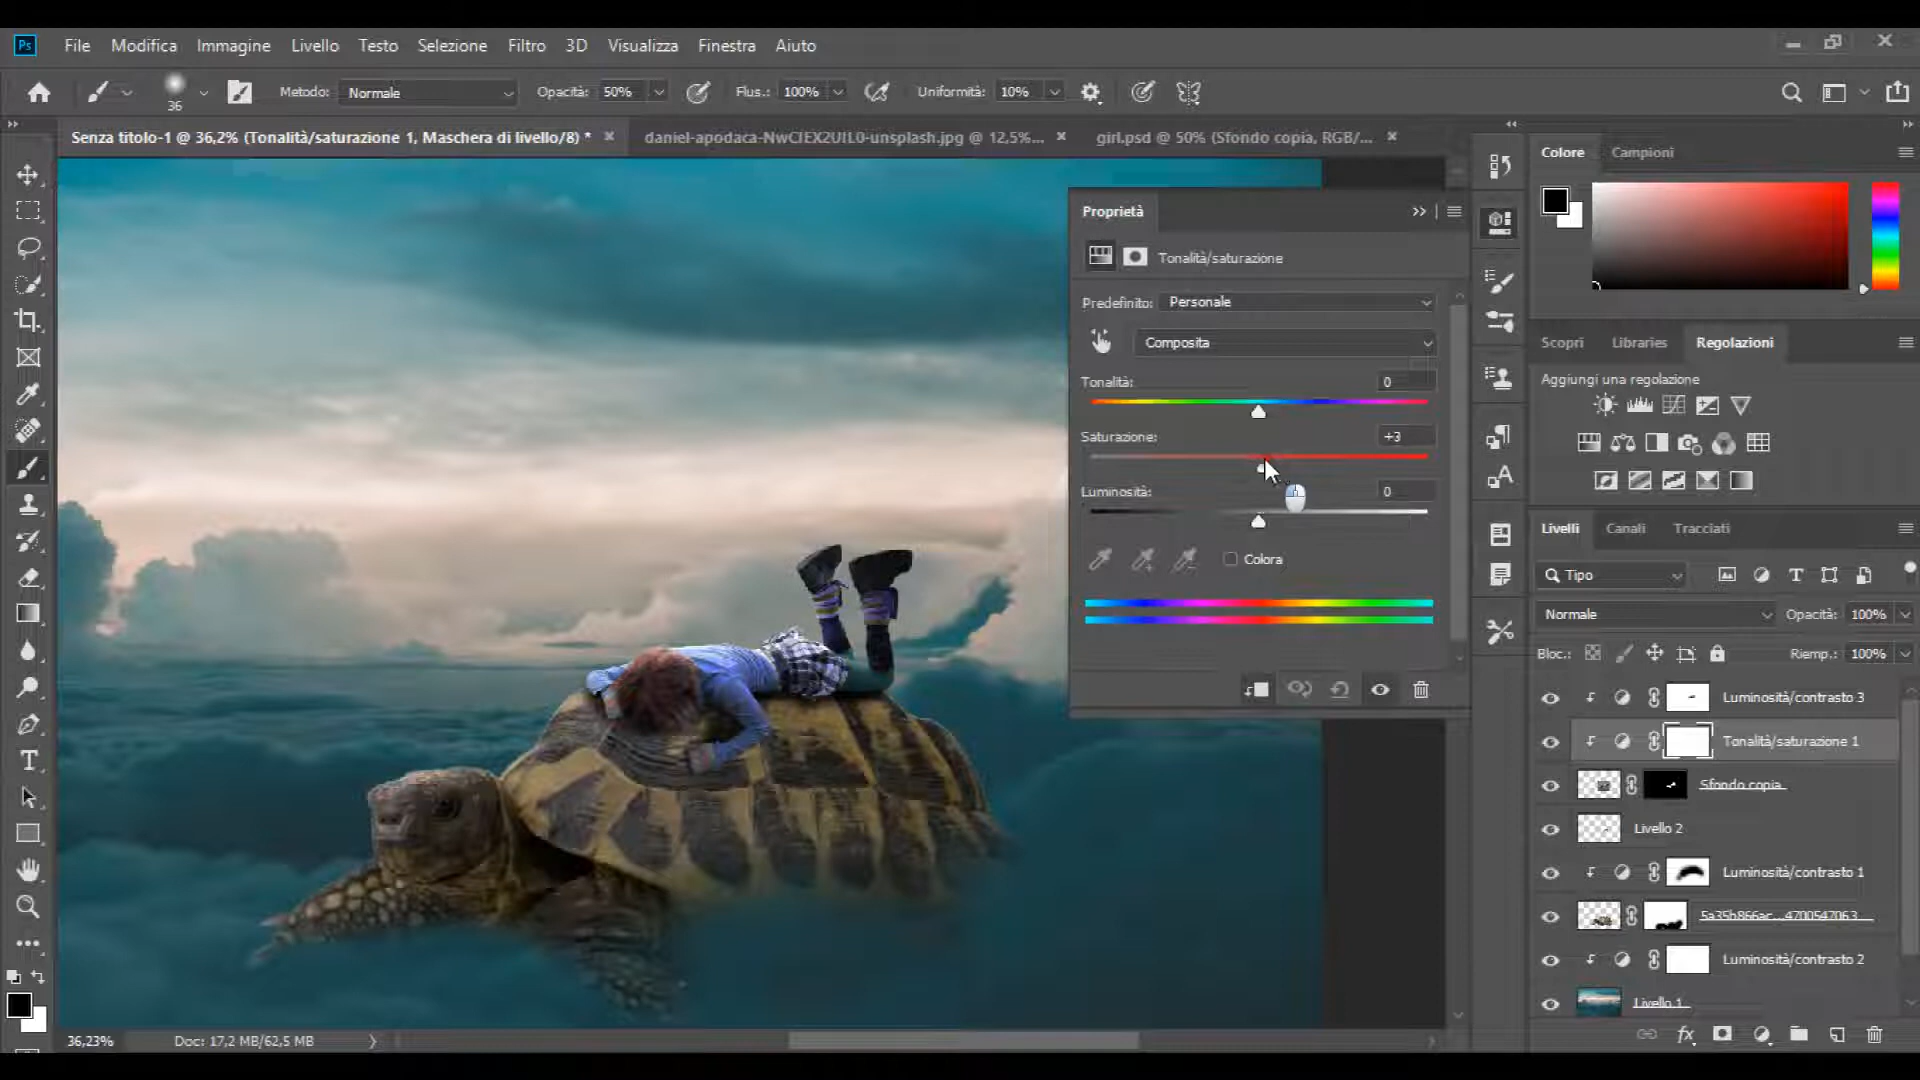 Ps File Modifica Immagine Livello Testo Selezione Filtro 3D Visualizza Finestra Aiuto
36 Metodo: Normale Opacità: 50% Flus.: 100% Uniformità: 10%
Senza titolo-1 @ 36,2% (Tonalità/saturazione 1, Maschera di livello/8) * daniel-apodaca-NwCfEX2UIL0-unsplash.jpg @ 12,5%... girl.psd @ 50% (Sfondo copia, RGB/...
Colore Campioni
Proprietà
Tonalità/saturazione
Predefinito: Personale
Composita
Tonalità: 0
Saturazione: +3
Luminosità: 0
Colora
Scopri Libraries Regolazioni
Aggiungi una regolazione
Livelli Canali Tracciati
Tipo
Normale Opacità: 100%
Bloc.: Riemp.: 100%
Luminosità/contrasto 3
Tonalità/saturazione 1
Sfondo copia
Livello 2
Luminosità/contrasto 1
5a35b866ac...4700547063...
Luminosità/contrasto 2
Livello 1
fx
36,23% Doc: 17,2 MB/62,5 MB